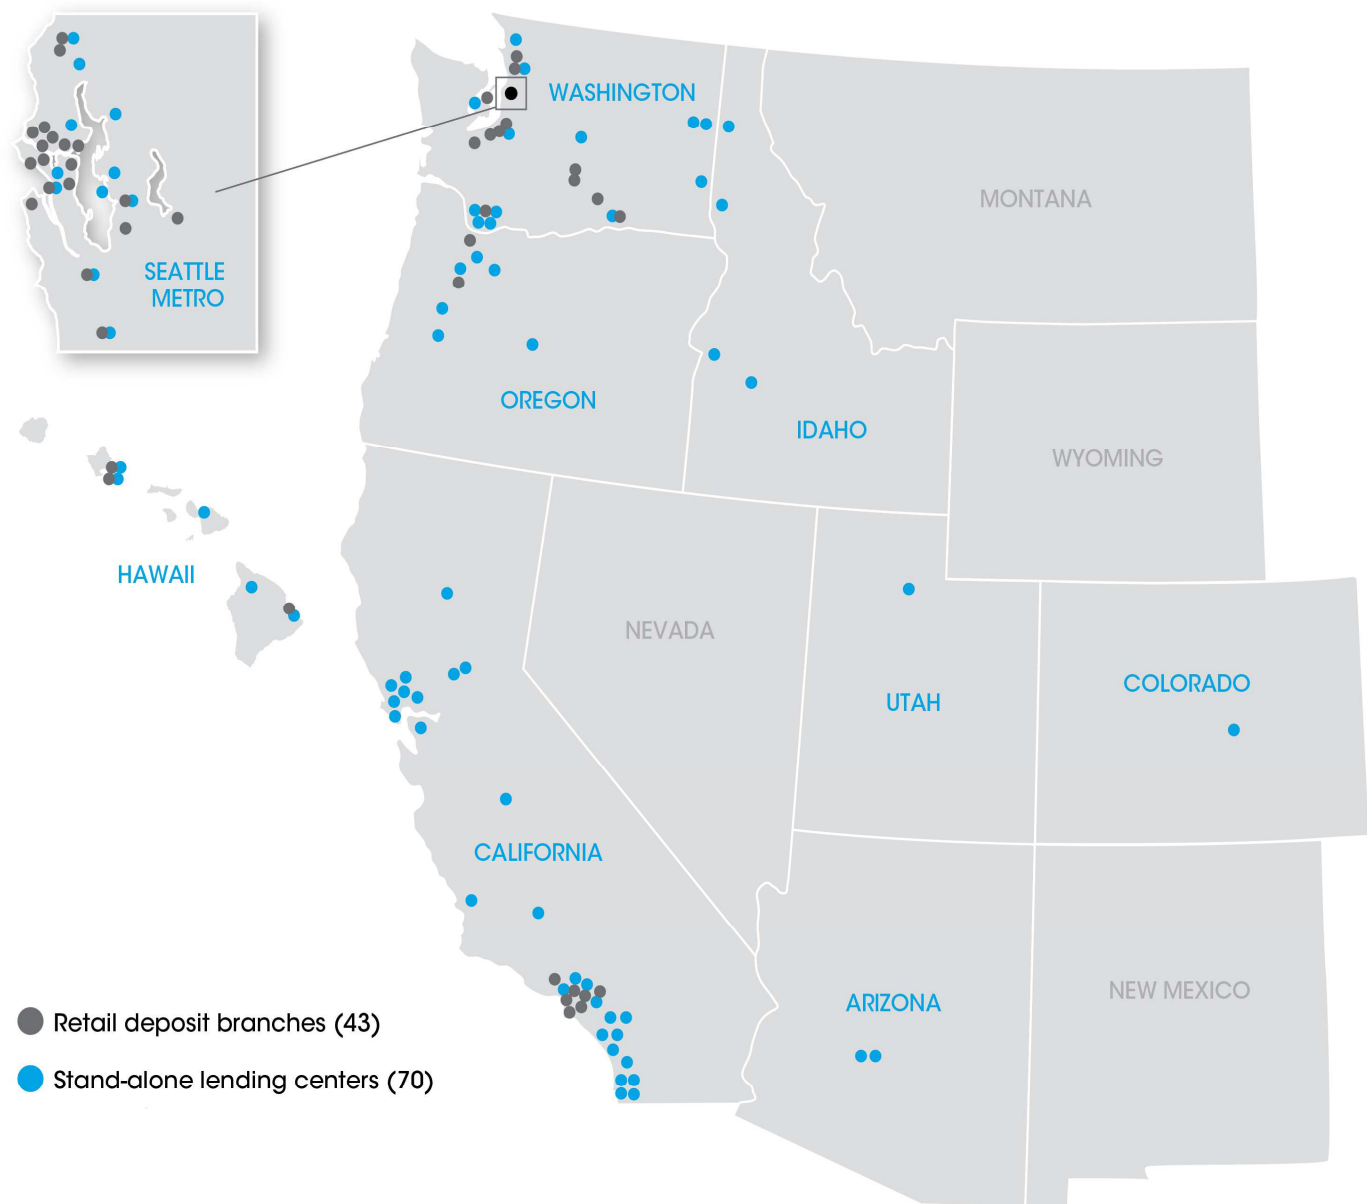 WASHINGTON
MONTANA
SEATTLE
METRO
OREGON
IDAHO
WYOMING
HAWAII
NEVADA
UTAH
COLORADO
CALIFORNIA
ARIZONA
NEW MEXICO
Retail deposit branches (43)
Stand-alone lending centers (70)